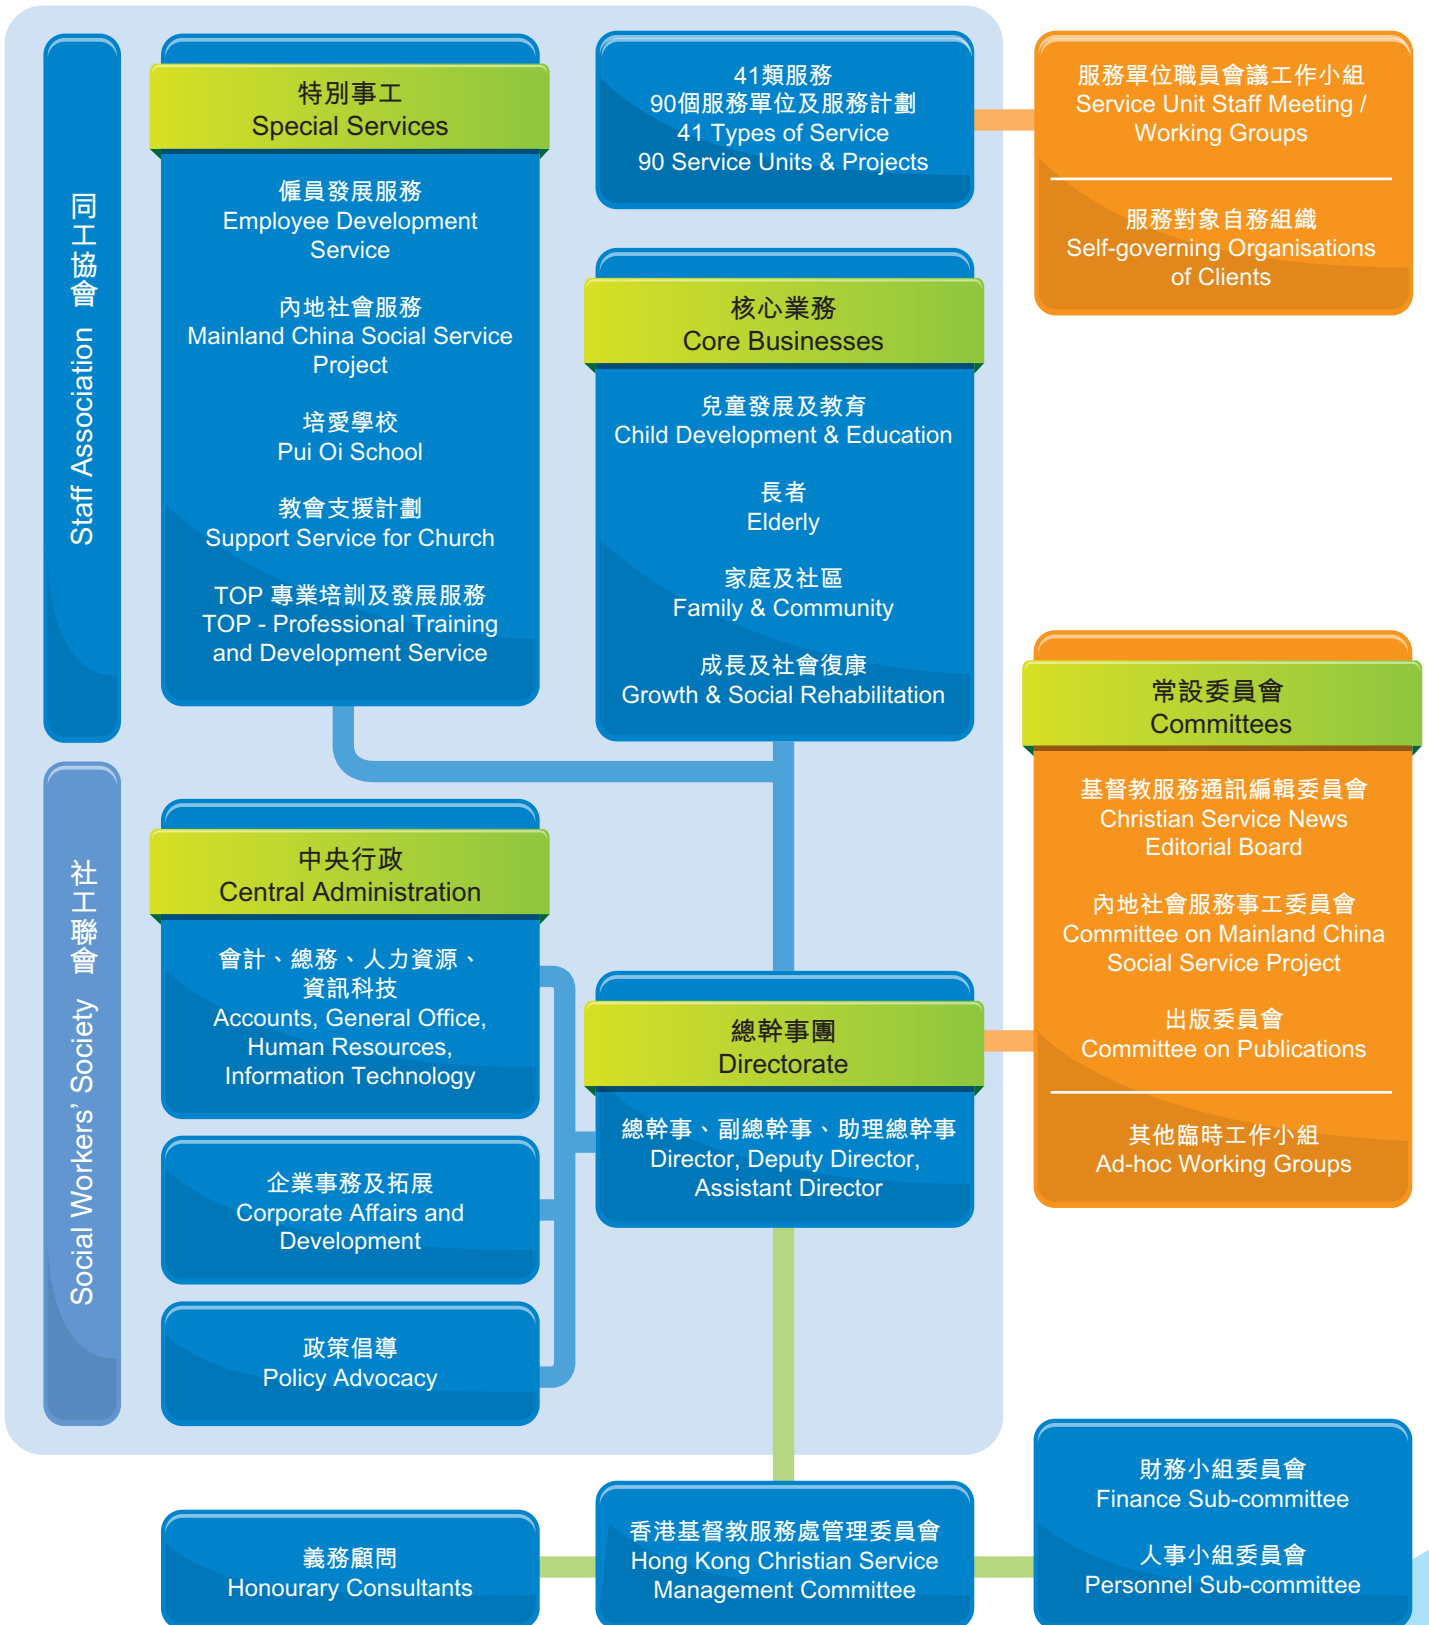 同工協會 Staff Association
社工聯會 Social Workers’ Society
特別事工
Special Services
僱員發展服務
Employee Development
Service
內地社會服務
Mainland China Social Service
Project
培愛學校
Pui Oi School
教會支援計劃
Support Service for Church
TOP 專業培訓及發展服務
TOP - Professional Training
and Development Service
41類服務
90個服務單位及服務計劃
41 Types of Service
90 Service Units & Projects
服務單位職員會議工作小組
Service Unit Staff Meeting /
Working Groups
服務對象自務組織
Self-governing Organisations
of Clients
核心業務
Core Businesses
兒童發展及教育
Child Development & Education
長者
Elderly
家庭及社區
Family & Community
成長及社會復康
Growth & Social Rehabilitation
常設委員會
Committees
基督教服務通訊編輯委員會
Christian Service News
Editorial Board
內地社會服務事工委員會
Committee on Mainland China
Social Service Project
出版委員會
Committee on Publications
其他臨時工作小組
Ad-hoc Working Groups
中央行政
Central Administration
會計、總務、人力資源、
資訊科技
Accounts, General Office,
Human Resources,
Information Technology
企業事務及拓展
Corporate Affairs and
Development
政策倡導
Policy Advocacy
總幹事團
Directorate
總幹事、副總幹事、助理總幹事
Director, Deputy Director,
Assistant Director
義務顧問
Honourary Consultants
香港基督教服務處管理委員會
Hong Kong Christian Service
Management Committee
財務小組委員會
Finance Sub-committee
人事小組委員會
Personnel Sub-committee